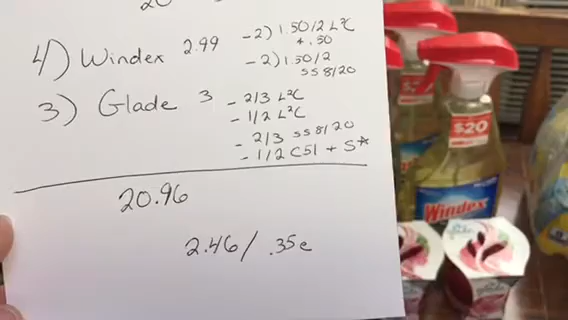 20
4) Windex 2.99 -2) 1.50/2 L2C
+.50
-2) 1.50/2
SS 8/20
3) Glade 3 - 2/3 L2C
- 1/2 L2C
- 2/3 SS 8/20
- 1/2 C51 + S*
20.96
2.46/ .35e
$20
Windex